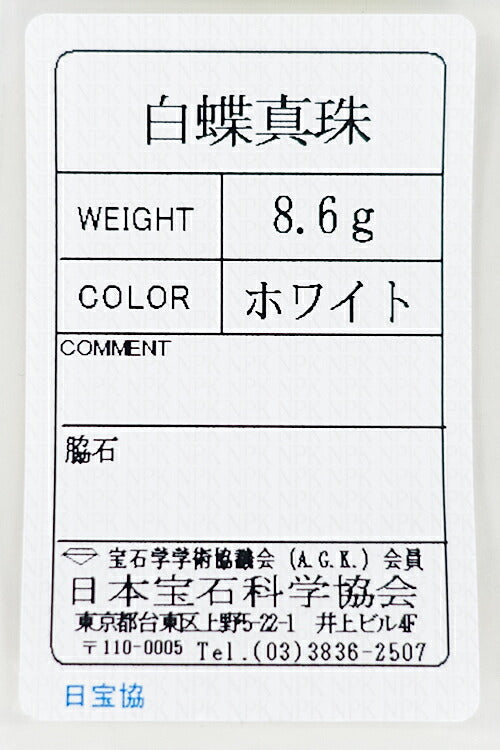 白蝶真珠
WEIGHT 8.6g
COLOR ホワイト
COMMENT
脇石
宝石学学術協議会 (A.G.K.) 会員
日本宝石科学協会
東京都台東区上野5-22-1 井上ビル4F
〒110-0005 Tel.(03)3836-2507
日宝協